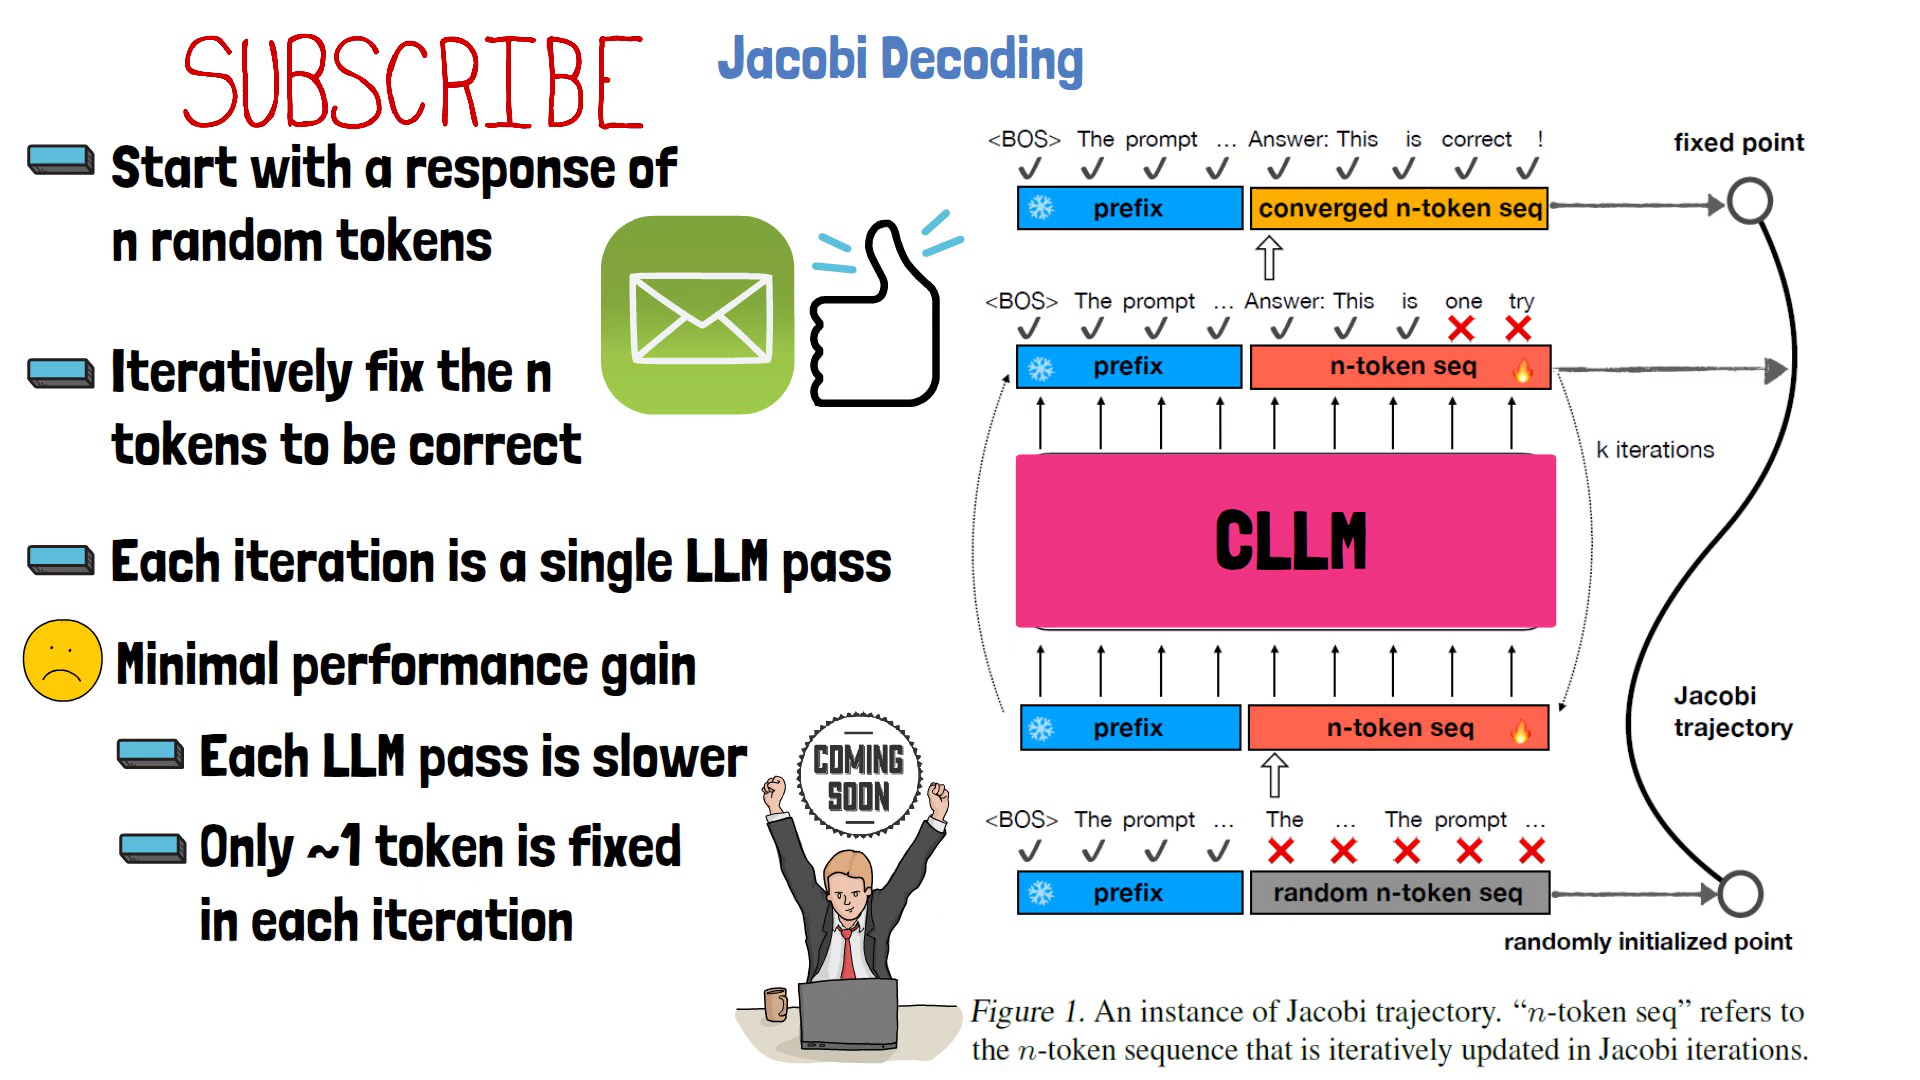 SUBSCRIBE
Jacobi Decoding
Start with a response of
n random tokens
Iteratively fix the n
tokens to be correct
Each iteration is a single LLM pass
Minimal performance gain
Each LLM pass is slower
Only ~1 token is fixed
in each iteration
COMING
SOON
<BOS> The prompt ... Answer: This is correct !
fixed point
prefix
converged n-token seq
<BOS> The prompt ... Answer: This is one try
prefix
n-token seq
k iterations
CLLM
Jacobi
trajectory
prefix
n-token seq
<BOS> The prompt ... The ... The prompt ...
prefix
random n-token seq
randomly initialized point
Figure 1. An instance of Jacobi trajectory. “n-token seq” refers to
the n-token sequence that is iteratively updated in Jacobi iterations.